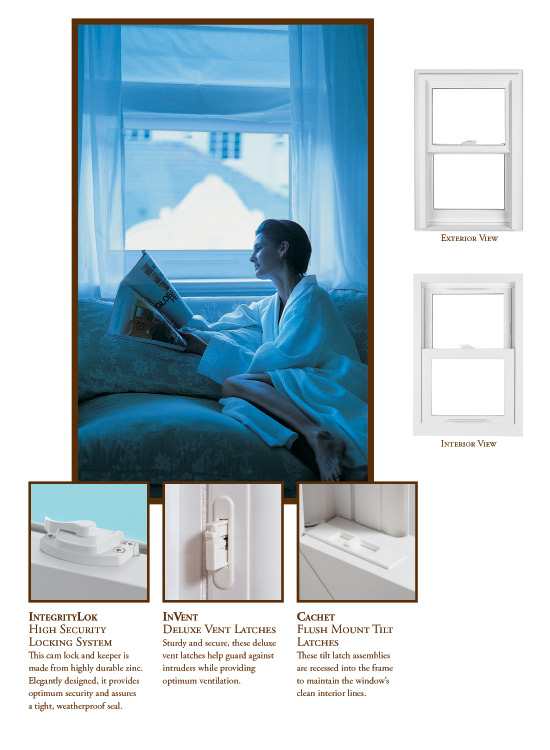 GLOB
EXTERIOR VIEW
INTERIOR VIEW
INTEGRITYLOK
HIGH SECURITY
LOCKING SYSTEM
This cam lock and keeper is
made from highly durable zinc.
Elegantly designed, it provides
optimum security and assures
a tight, weatherproof seal.
INVENT
DELUXE VENT LATCHES
Sturdy and secure, these deluxe
vent latches help guard against
intruders while providing
optimum ventilation.
CACHET
FLUSH MOUNT TILT
LATCHES
These tilt latch assemblies
are recessed into the frame
to maintain the window's
clean interior lines.